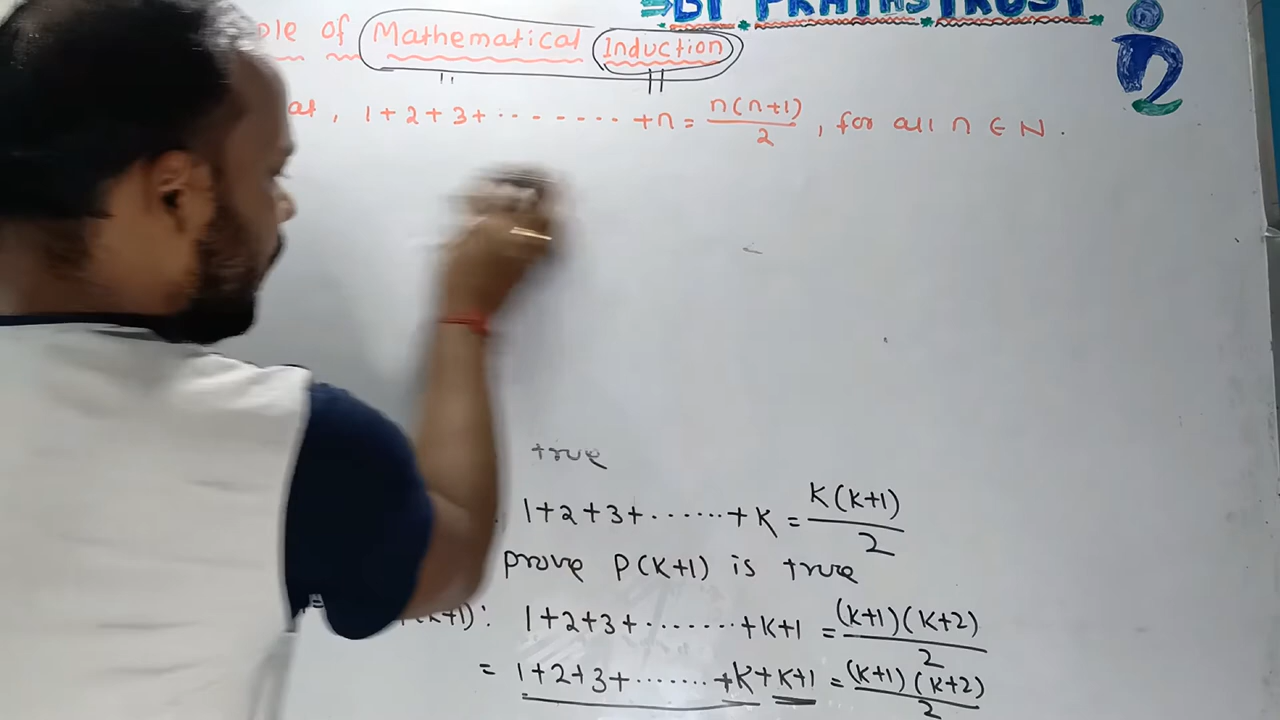 BY PRATHSTRUST
ple of Mathematical Induction
at, 1+2+3+ ········ +n = n(n+1)/2 , for all n ∈ N.
true
1+2+3+ ······ +K = K(K+1)/2
prove P(K+1) is true
(K+1): 1+2+3+ ······· +K+1 = (K+1)(K+2)/2
= 1+2+3+ ······· +K+K+1 = (K+1)(K+2)/2